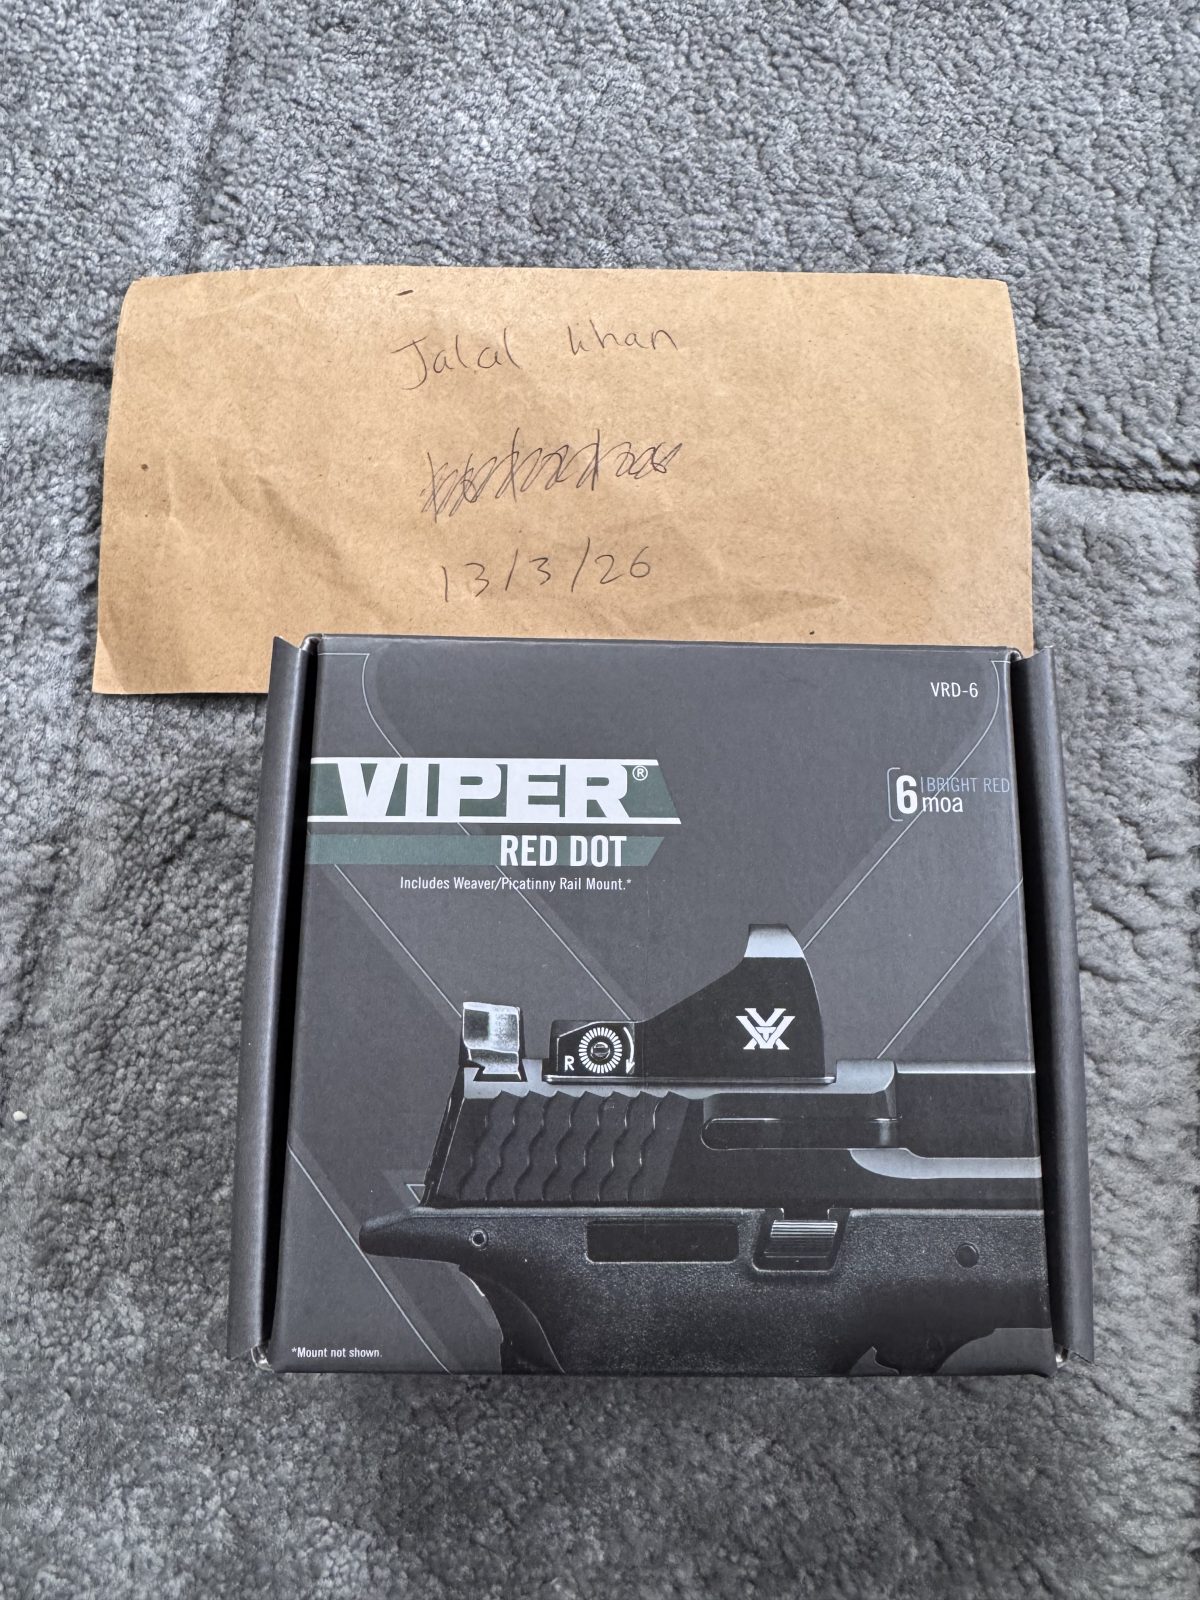 Jalal Khan
13/3/26
VRD-6
VIPER®
RED DOT
Includes Weaver/Picatinny Rail Mount.*
6 moa | BRIGHT RED
R
*Mount not shown.